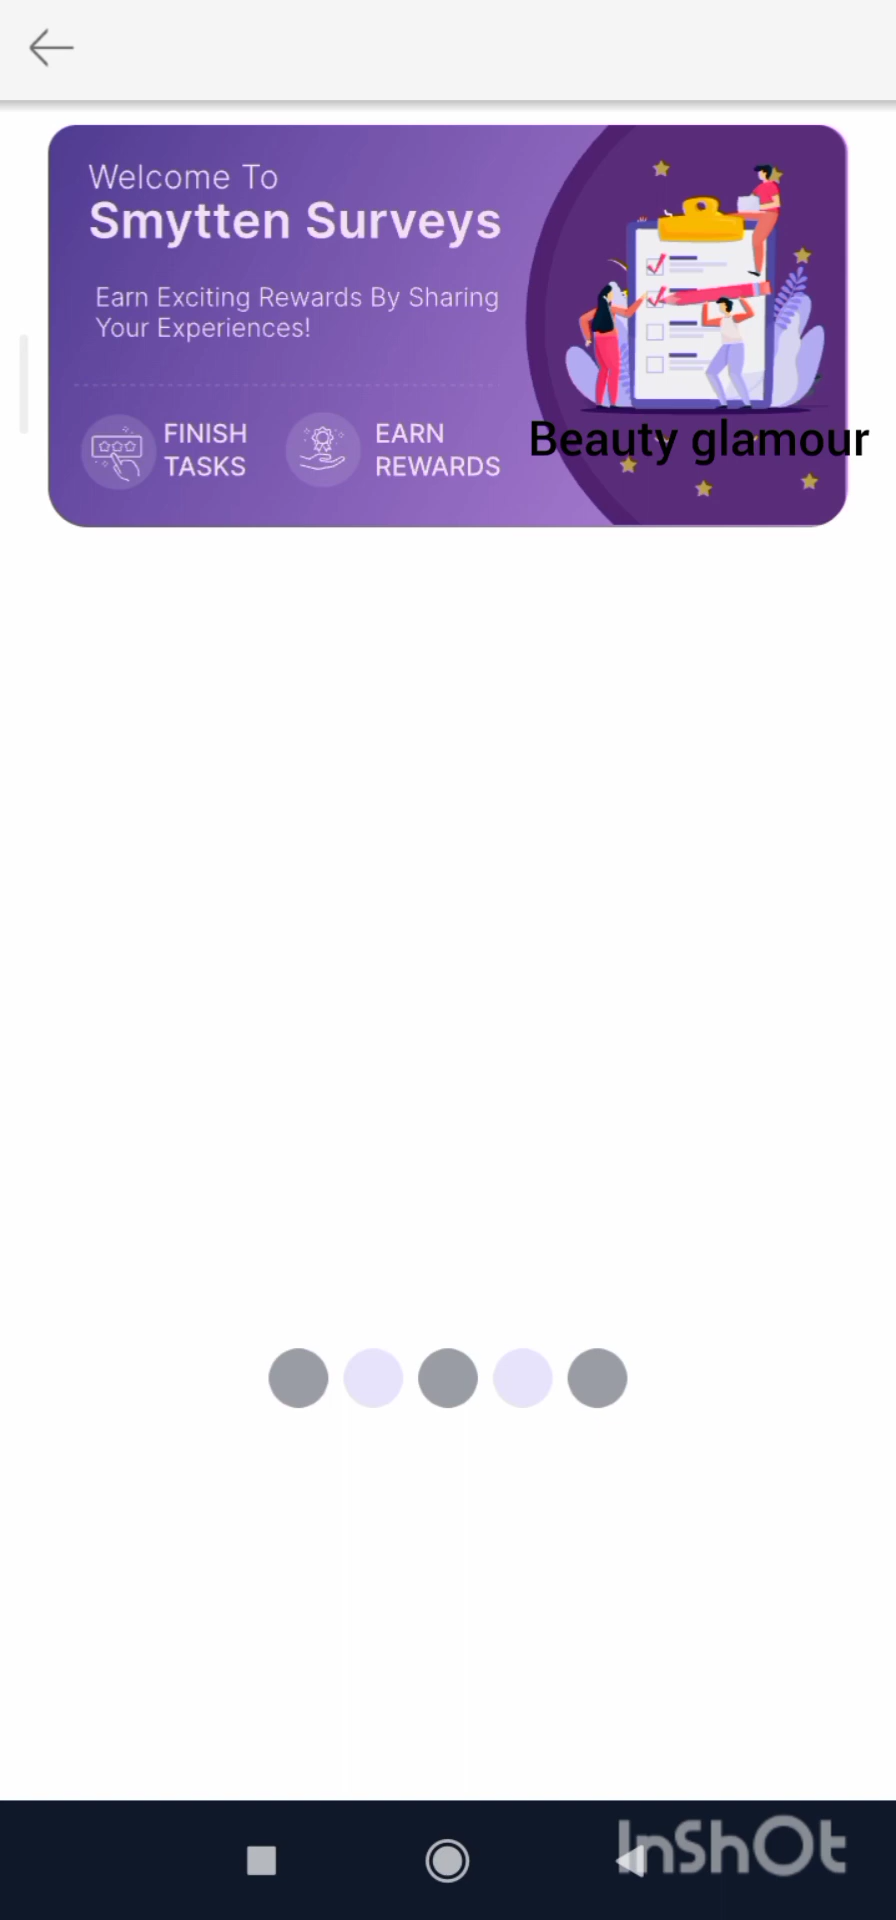 Welcome To
Smytten Surveys
Earn Exciting Rewards By Sharing
Your Experiences!
FINISH
TASKS
EARN
REWARDS
Beauty glamour
InShOt